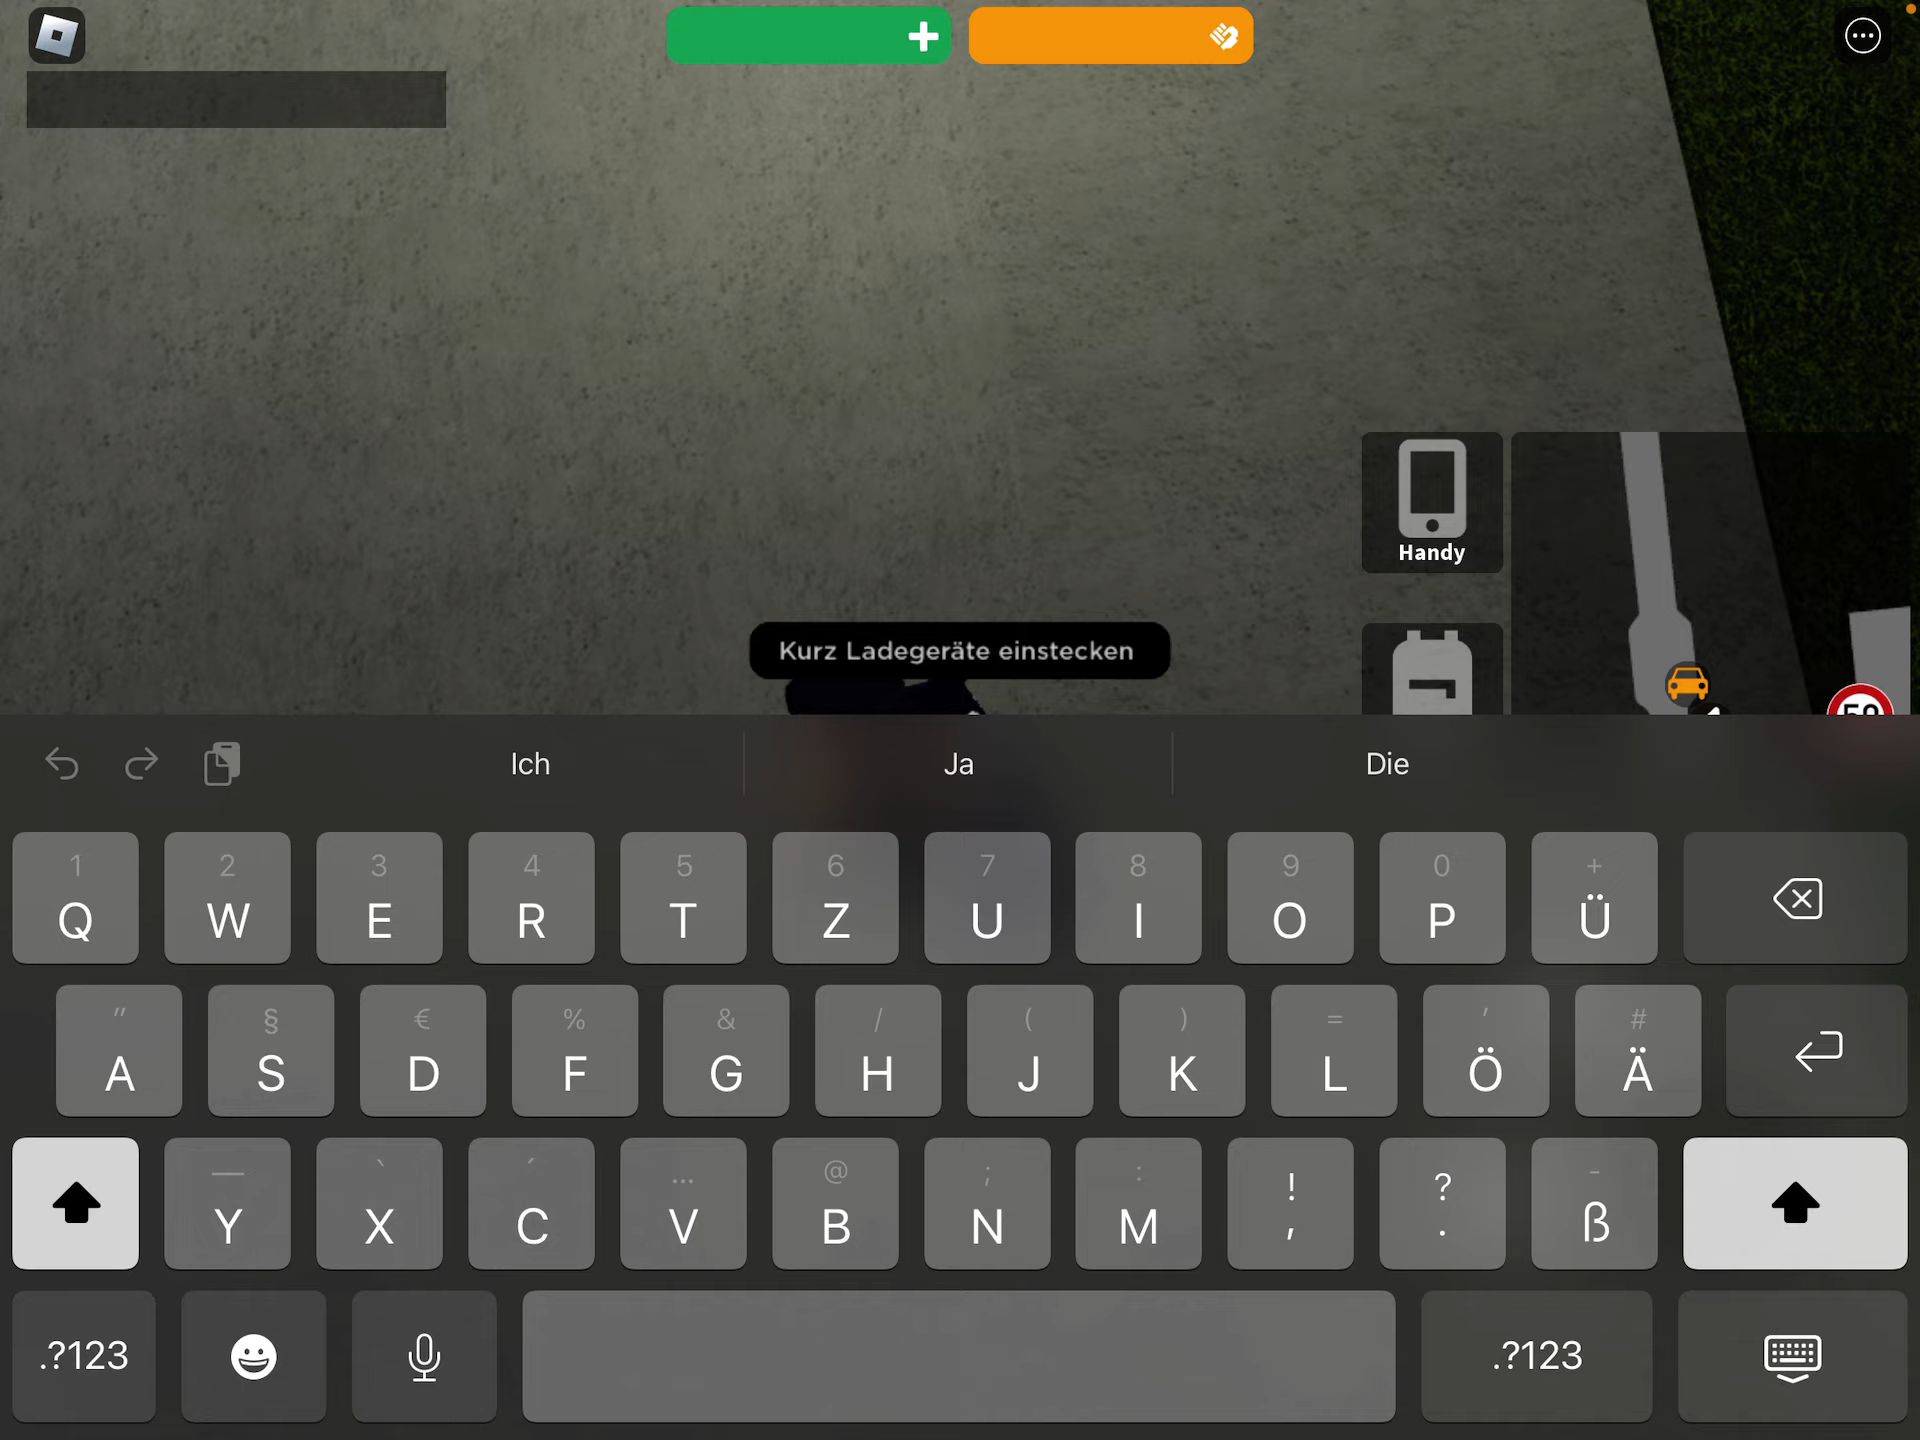 Handy
Kurz Ladegeräte einstecken
50
Ich Ja Die
1 2 3 4 5 6 7 8 9 0 +
Q W E R T Z U I O P Ü
" § € % & / ( ) = ' #
A S D F G H J K L Ö Ä
— ` ´ … @ ; : ! ? -
Y X C V B N M , . ß
.?123 .?123